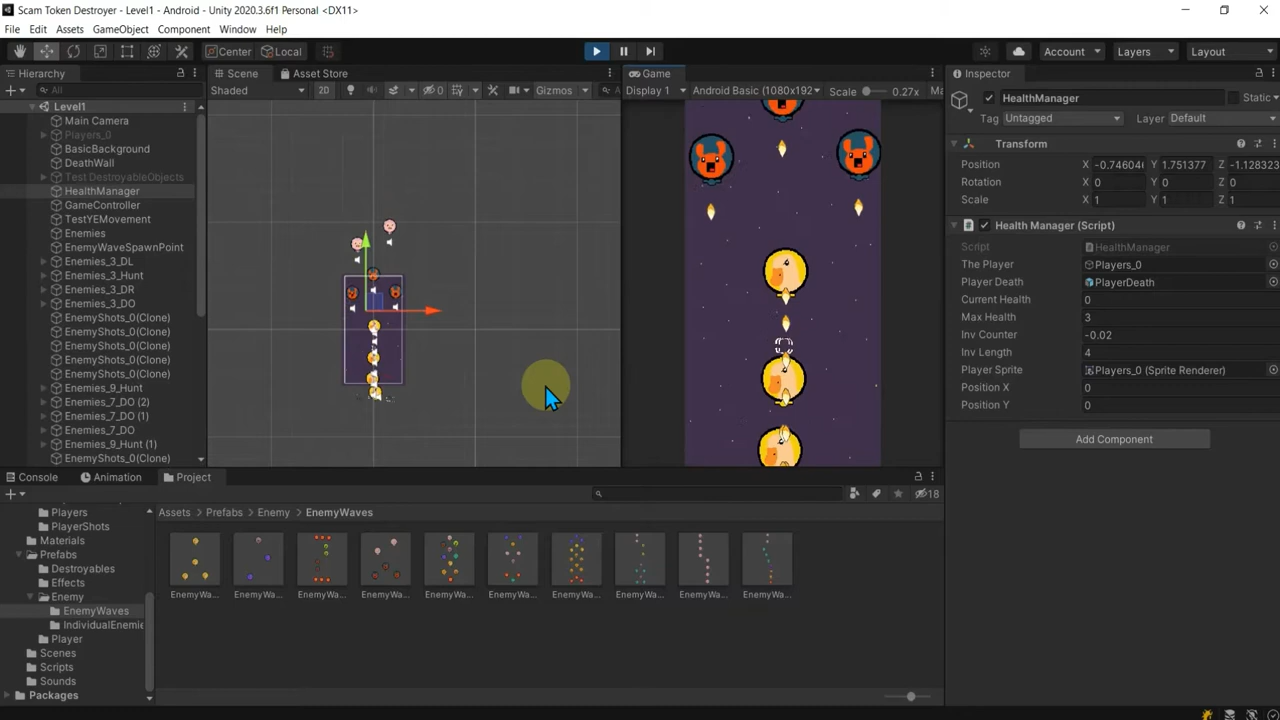 Scam Token Destroyer - Level1 - Android - Unity 2020.3.6f1 Personal <DX11>
File Edit Assets GameObject Component Window Help
Center Local Account Layers Layout
Hierarchy Scene Asset Store Game Inspector
All Shaded 2D 0 Gizmos Display 1 Android Basic (1080x192 Scale 0.27x Ma
HealthManager Static
Tag Untagged Layer Default
Level1
Main Camera
Players_0
BasicBackground
DeathWall
Test DestroyableObjects
HealthManager
GameController
TestYEMovement
Enemies
EnemyWaveSpawnPoint
Enemies_3_DL
Enemies_3_Hunt
Enemies_3_DR
Enemies_3_DO
EnemyShots_0(Clone)
EnemyShots_0(Clone)
EnemyShots_0(Clone)
EnemyShots_0(Clone)
EnemyShots_0(Clone)
Enemies_9_Hunt
Enemies_7_DO (2)
Enemies_7_DO (1)
Enemies_7_DO
Enemies_9_Hunt (1)
EnemyShots_0(Clone)
Transform
Position X -0.74604 Y 1.751377 Z -1.128323
Rotation X 0 Y 0 Z 0
Scale X 1 Y 1 Z 1
Health Manager (Script)
Script HealthManager
The Player Players_0
Player Death PlayerDeath
Current Health 0
Max Health 3
Inv Counter -0.02
Inv Length 4
Player Sprite Players_0 (Sprite Renderer)
Position X 0
Position Y 0
Add Component
Console Animation Project
18
Players
PlayerShots
Materials
Prefabs
Destroyables
Effects
Enemy
EnemyWaves
IndividualEnemie
Player
Scenes
Scripts
Sounds
Packages
Assets Prefabs Enemy EnemyWaves
EnemyWa... EnemyWa... EnemyWa... EnemyWa... EnemyWa... EnemyWa... EnemyWa... EnemyWa... EnemyWa... EnemyWa...